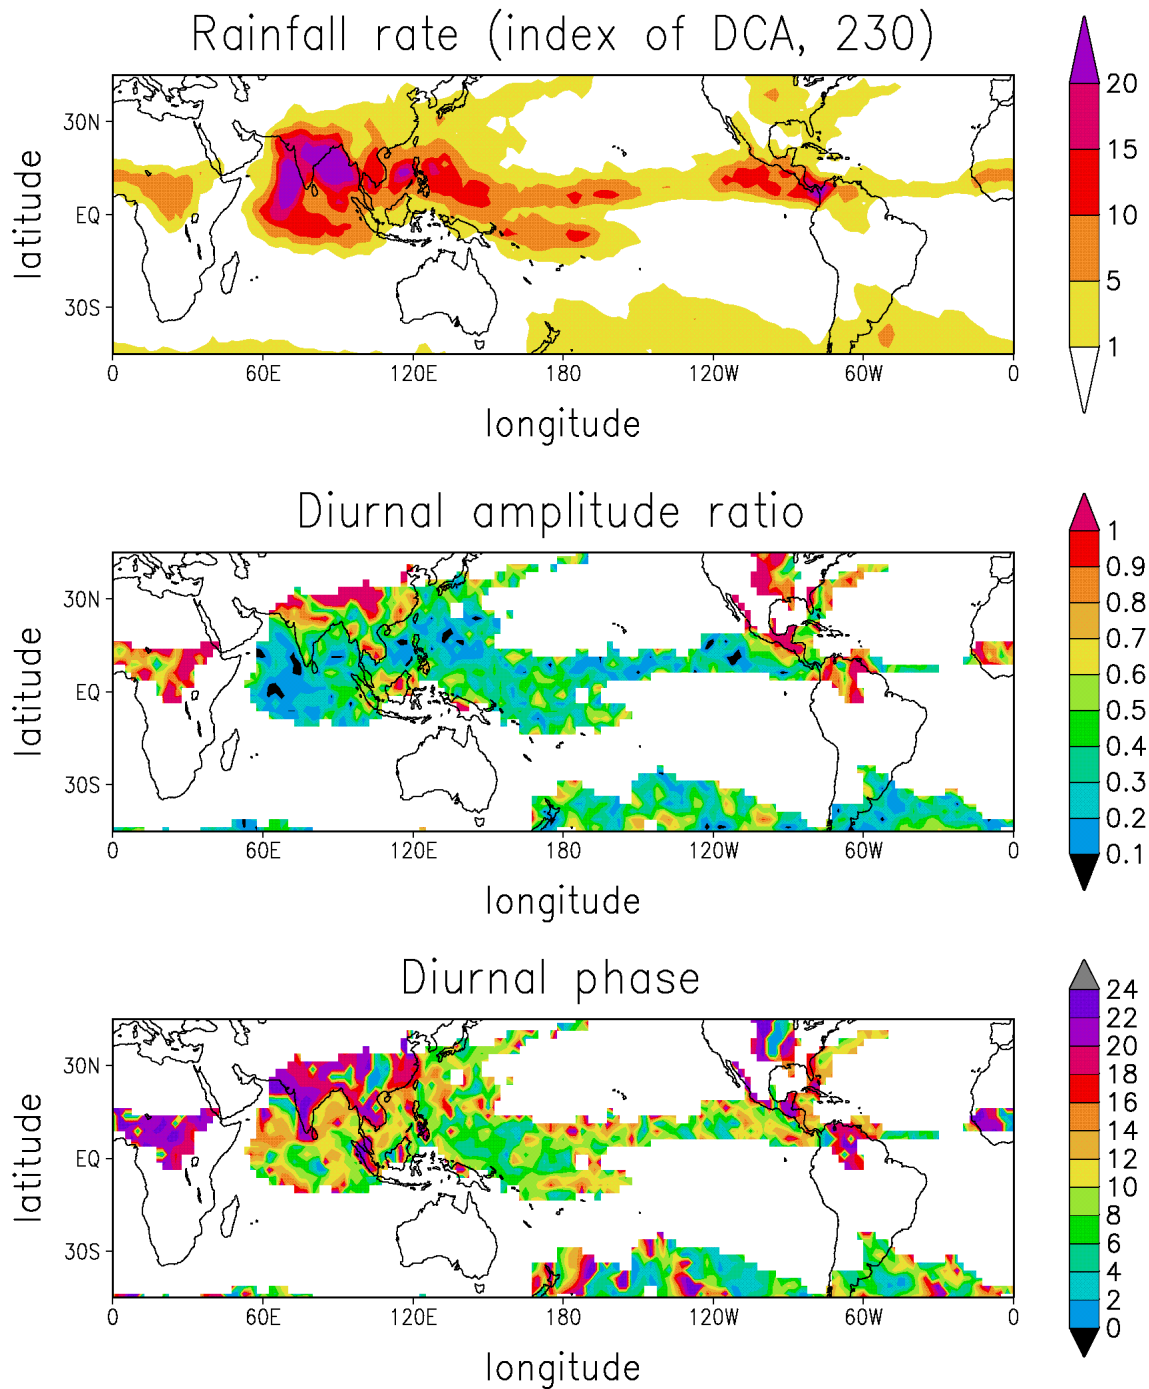 Rainfall rate (index of DCA, 230)
latitude
30N
EQ
30S
0 60E 120E 180 120W 60W 0
longitude
20
15
10
5
1
Diurnal amplitude ratio
latitude
30N
EQ
30S
0 60E 120E 180 120W 60W 0
longitude
1
0.9
0.8
0.7
0.6
0.5
0.4
0.3
0.2
0.1
Diurnal phase
latitude
30N
EQ
30S
0 60E 120E 180 120W 60W 0
longitude
24
22
20
18
16
14
12
10
8
6
4
2
0